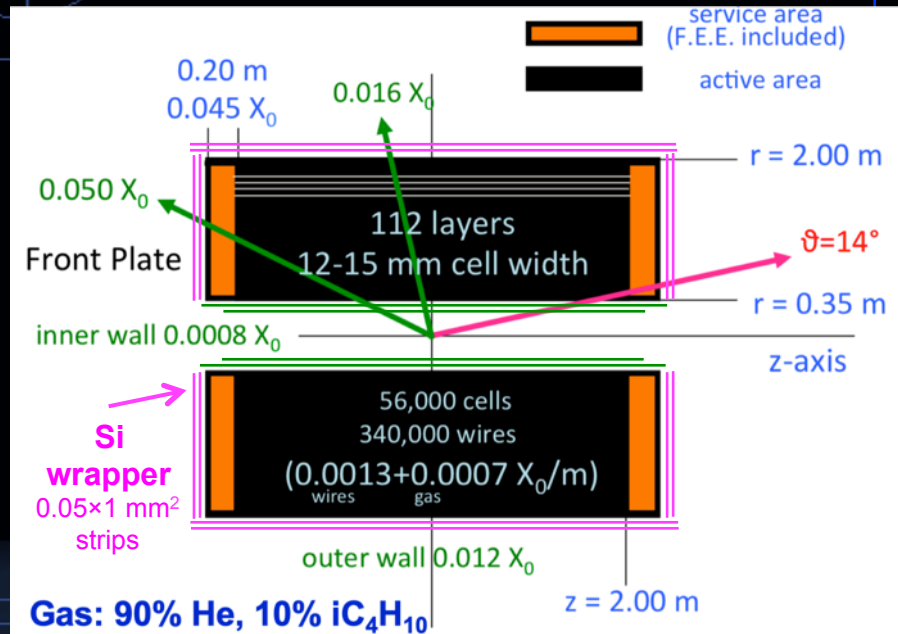 service area
(F.E.E. included)
active area
0.20 m
0.045 X₀
0.016 X₀
r = 2.00 m
0.050 X₀
112 layers
12-15 mm cell width
ϑ=14°
Front Plate
r = 0.35 m
inner wall 0.0008 X₀
z-axis
56,000 cells
340,000 wires
(0.0013+0.0007 X₀/m)
wires gas
Si
wrapper
0.05×1 mm²
strips
outer wall 0.012 X₀
z = 2.00 m
Gas: 90% He, 10% iC₄H₁₀